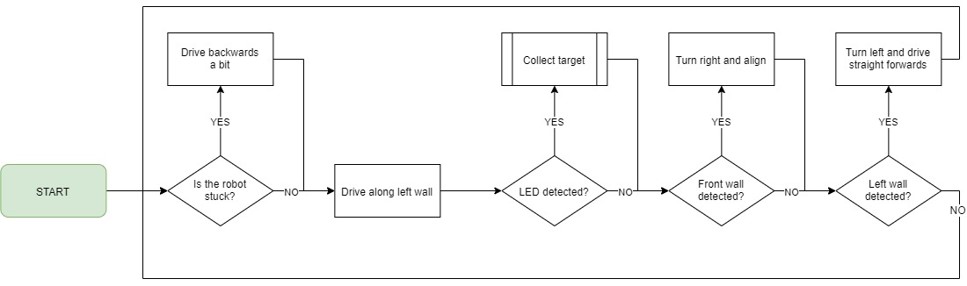 Drive backwards
a bit
Collect target
Turn right and align
Turn left and drive
straight forwards
YES
YES
YES
YES
START
Is the robot
stuck?
NO
Drive along left wall
LED detected?
NO
Front wall
detected?
NO
Left wall
detected?
NO